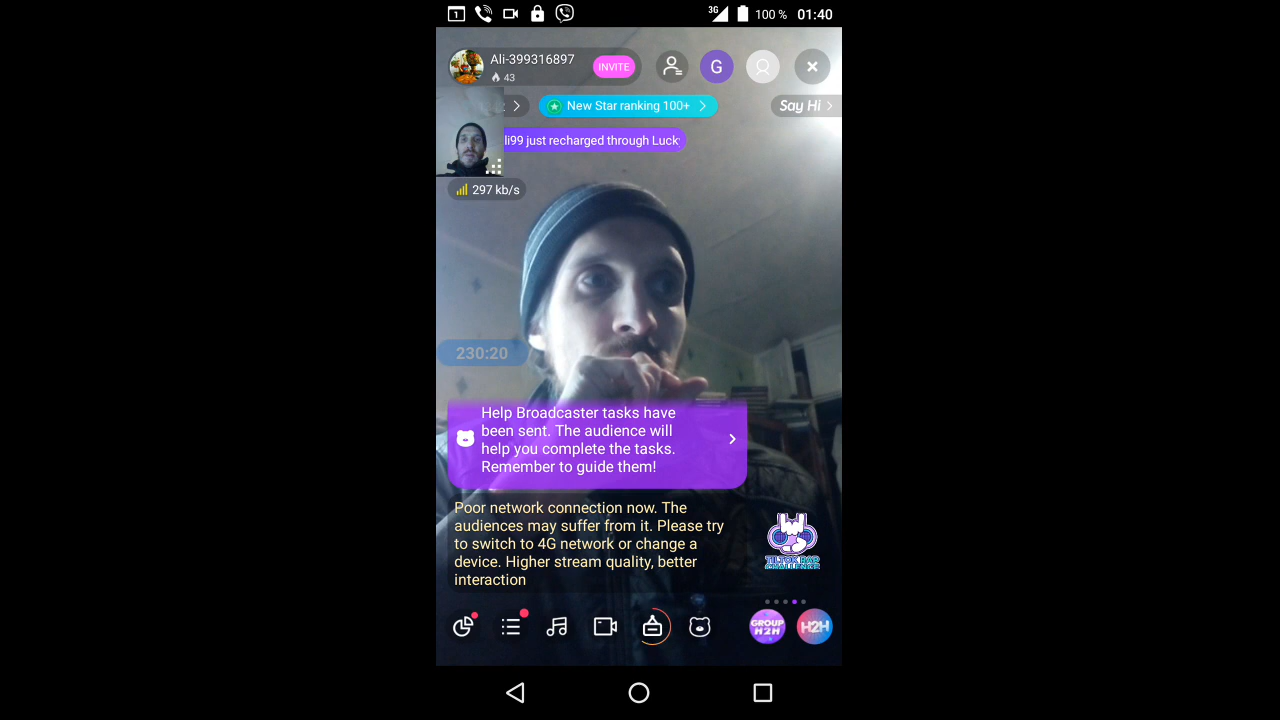 1
3G
100 %
01:40
Ali-399316897
43
INVITE
G
New Star ranking 100+
Say Hi
li99 just recharged through Luck
297 kb/s
230:20
Help Broadcaster tasks have
been sent. The audience will
help you complete the tasks.
Remember to guide them!
Poor network connection now. The
audiences may suffer from it. Please try
to switch to 4G network or change a
device. Higher stream quality, better
interaction
CHALLENGE
GROUP
H2H
H2H